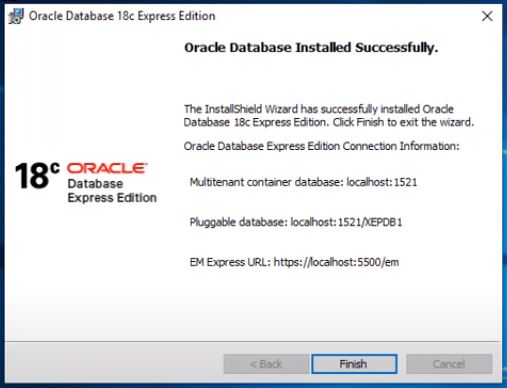 Oracle Database 18c Express Edition
Oracle Database Installed Successfully.
The InstallShield Wizard has successfully installed Oracle
Database 18c Express Edition. Click Finish to exit the wizard.
Oracle Database Express Edition Connection Information:
18c ORACLE
Database
Express Edition
Multitenant container database: localhost:1521
Pluggable database: localhost:1521/XEPDB1
EM Express URL: https://localhost:5500/em
< Back
Finish
Cancel